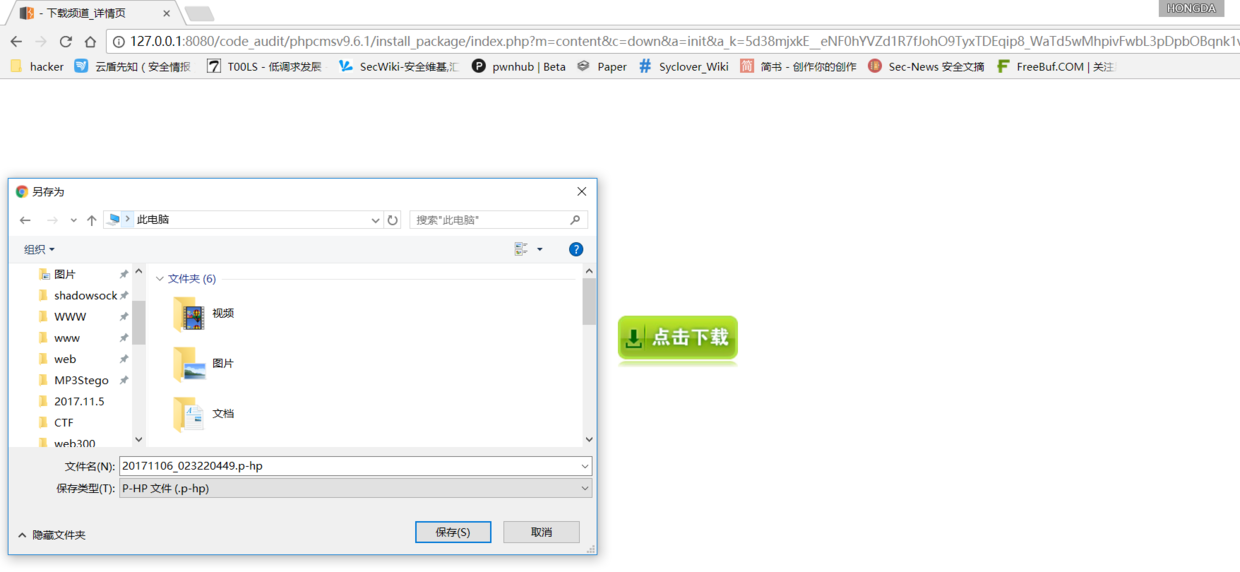 HONGDA
- 下载频道_详情页
127.0.0.1:8080/code_audit/phpcmsv9.6.1/install_package/index.php?m=content&c=down&a=init&a_k=5d38mjxkE__eNF0hYVZd1R7fJohO9TyxTDEqip8_WaTd5wMhpivFwbL3pDpbOBqnk1v
hacker 云盾先知 ( 安全情报 T00LS - 低调求发展 SecWiki-安全维基,汇 pwnhub | Beta Paper Syclover_Wiki 简书 - 创作你的创作 Sec-News 安全文摘 FreeBuf.COM | 关注
另存为
此电脑 搜索"此电脑"
组织
图片
shadowsock
WWW
www
web
MP3Stego
2017.11.5
CTF
web300
文件夹 (6)
视频
图片
文档
点击下载
文件名(N): 20171106_023220449.p-hp
保存类型(T): P-HP 文件 (.p-hp)
隐藏文件夹 保存(S) 取消